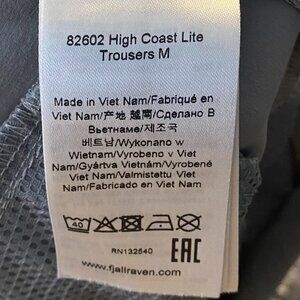 82602 High Coast Lite
Trousers M
Made in Viet Nam/Fabriqué en
Viet Nam/产地 越南/Сделано В
Вьетнаме/제조국
베트남/Wykonano w
Wietnam/Vyrobeno v Viet
Nam/Gyártva Vietnám/Vyrobené
Viet Nam/Valmistettu Viet
Nam/Fabricado en Viet Nam
40
RN132540
EAC
www.fjallraven.com